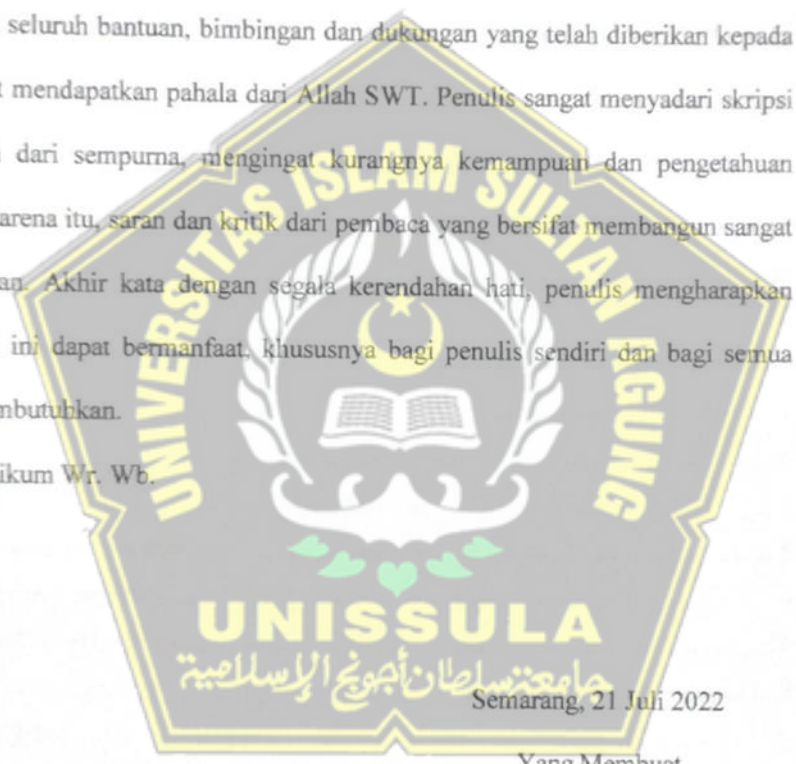 seluruh bantuan, bimbingan dan dukungan yang telah diberikan kepada
mendapatkan pahala dari Allah SWT. Penulis sangat menyadari skripsi
dari sempurna, mengingat kurangnya kemampuan dan pengetahuan
arena itu, saran dan kritik dari pembaca yang bersifat membangun sangat
an. Akhir kata dengan segala kerendahan hati, penulis mengharapkan
ini dapat bermanfaat, khususnya bagi penulis sendiri dan bagi semua
nbutuhkan.
ikum Wr. Wb.
UNIVERSITAS ISLAM SULTAN AGUNG
UNISSULA
جامعة سلطان أجونج الإسلامية
Semarang, 21 Juli 2022
Yang Membuat